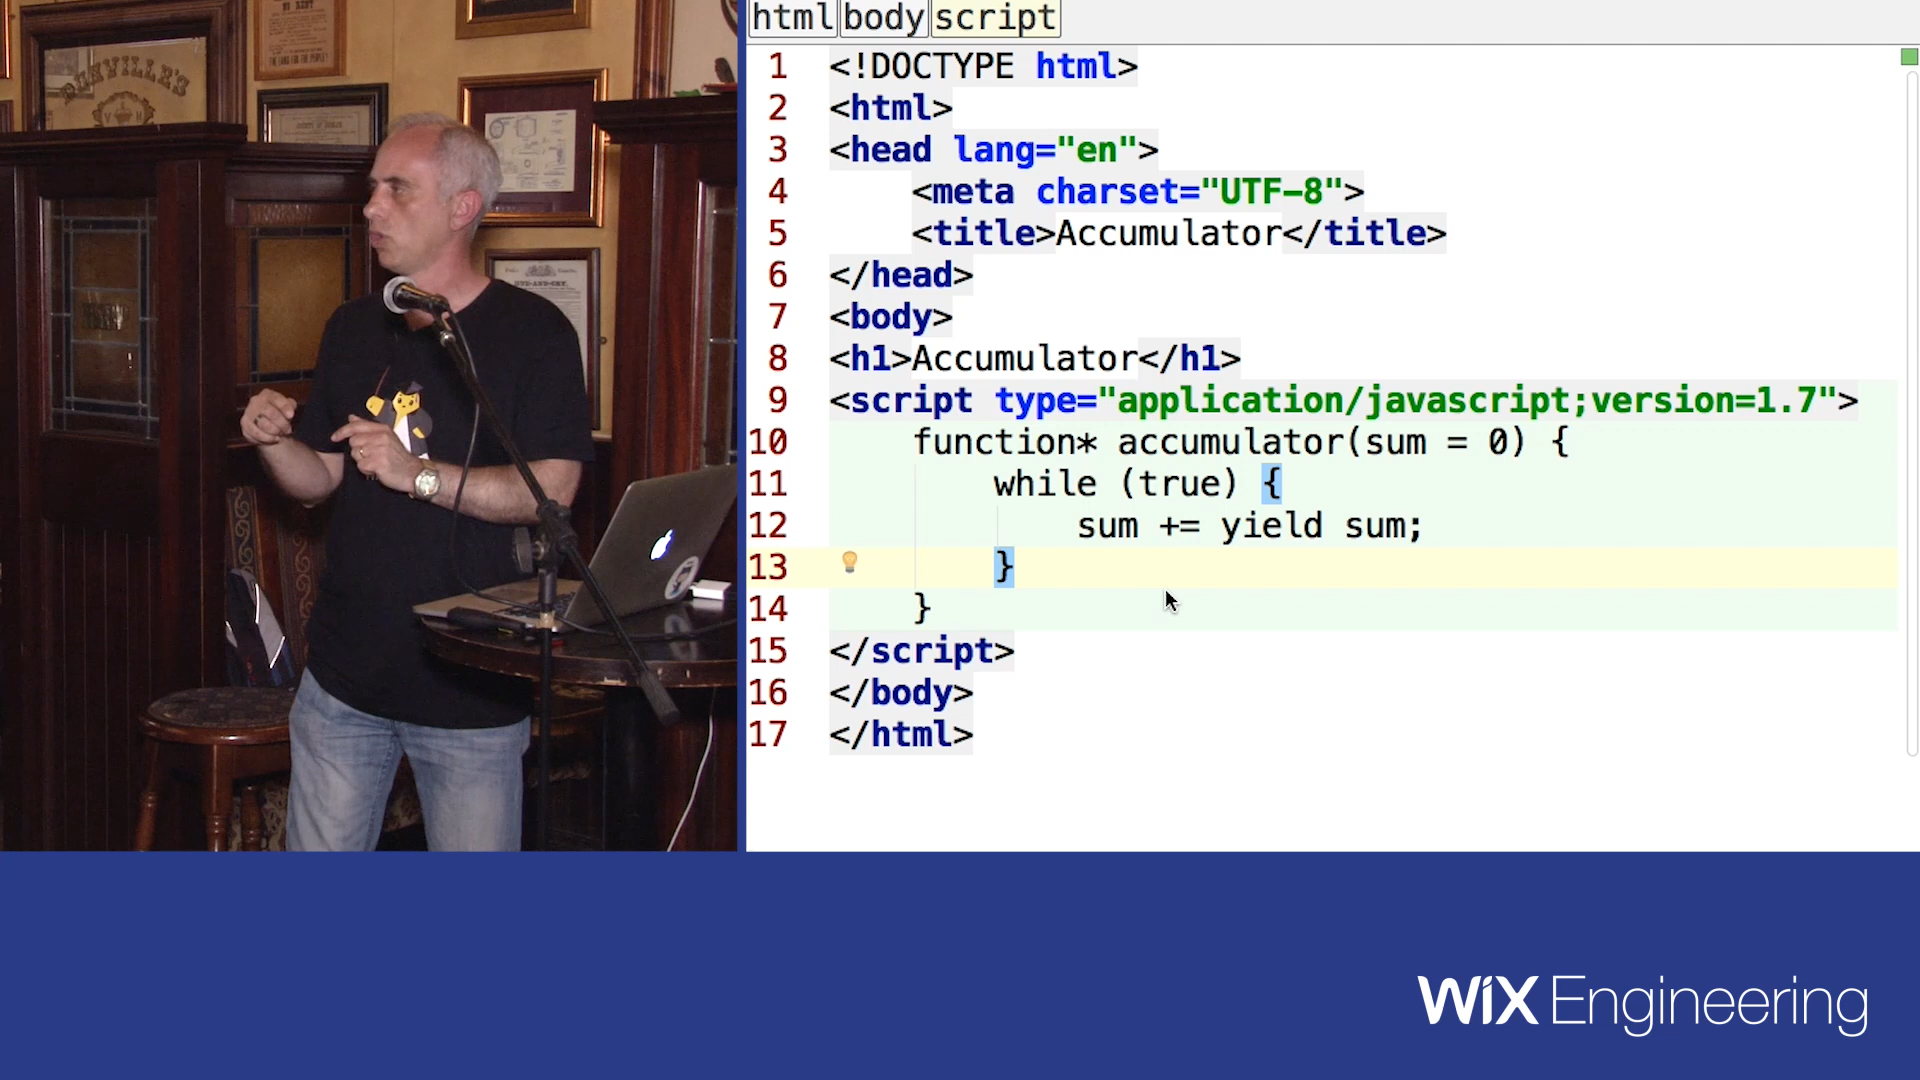 html body script
1 <!DOCTYPE html>
2 <html>
3 <head lang="en">
4 <meta charset="UTF-8">
5 <title>Accumulator</title>
6 </head>
7 <body>
8 <h1>Accumulator</h1>
9 <script type="application/javascript;version=1.7">
10 function* accumulator(sum = 0) {
11 while (true) {
12 sum += yield sum;
13 }
14 }
15 </script>
16 </body>
17 </html>
WiX Engineering